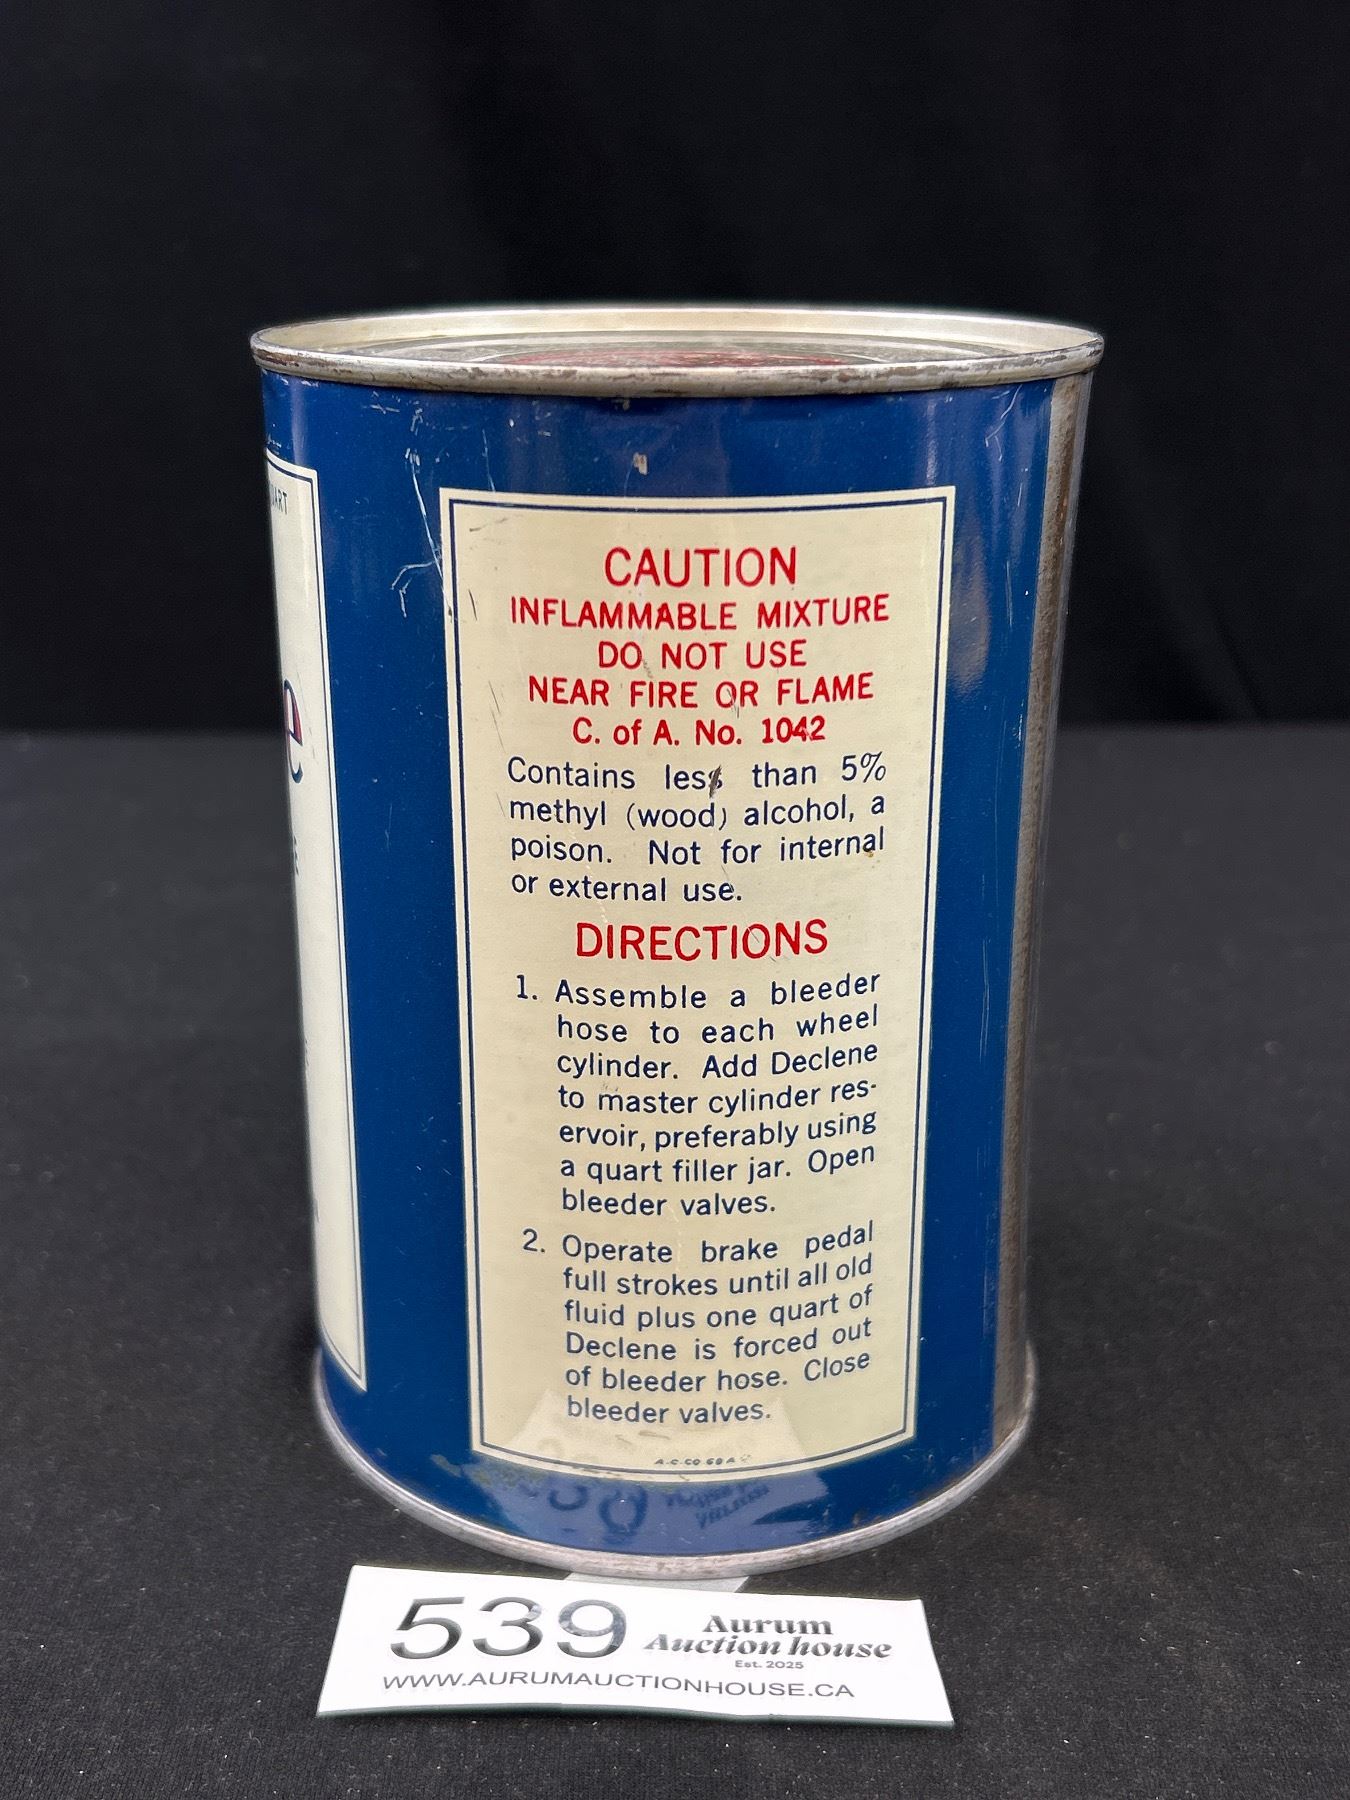 CAUTION
INFLAMMABLE MIXTURE
DO NOT USE
NEAR FIRE OR FLAME
C. of A. No. 1042
Contains less than 5%
methyl (wood) alcohol, a
poison. Not for internal
or external use.
DIRECTIONS
1. Assemble a bleeder
hose to each wheel
cylinder. Add Declene
to master cylinder res-
ervoir, preferably using
a quart filler jar. Open
bleeder valves.
2. Operate brake pedal
full strokes until all old
fluid plus one quart of
Declene is forced out
of bleeder hose. Close
bleeder valves.
539
Aurum
Auction house
Est. 2025
WWW.AURUMAUCTIONHOUSE.CA